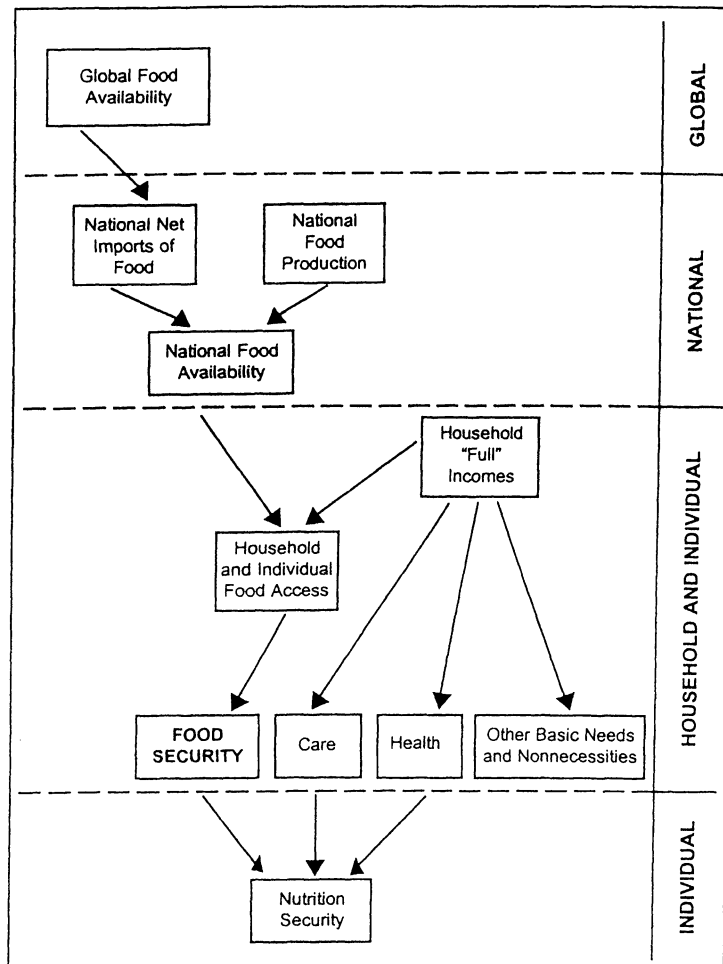 Global Food
Availability
GLOBAL
National Net
Imports of
Food
National
Food
Production
National Food
Availability
NATIONAL
Household
"Full"
Incomes
Household
and Individual
Food Access
FOOD
SECURITY
Care
Health
Other Basic Needs
and Nonnecessities
HOUSEHOLD AND INDIVIDUAL
Nutrition
Security
INDIVIDUAL